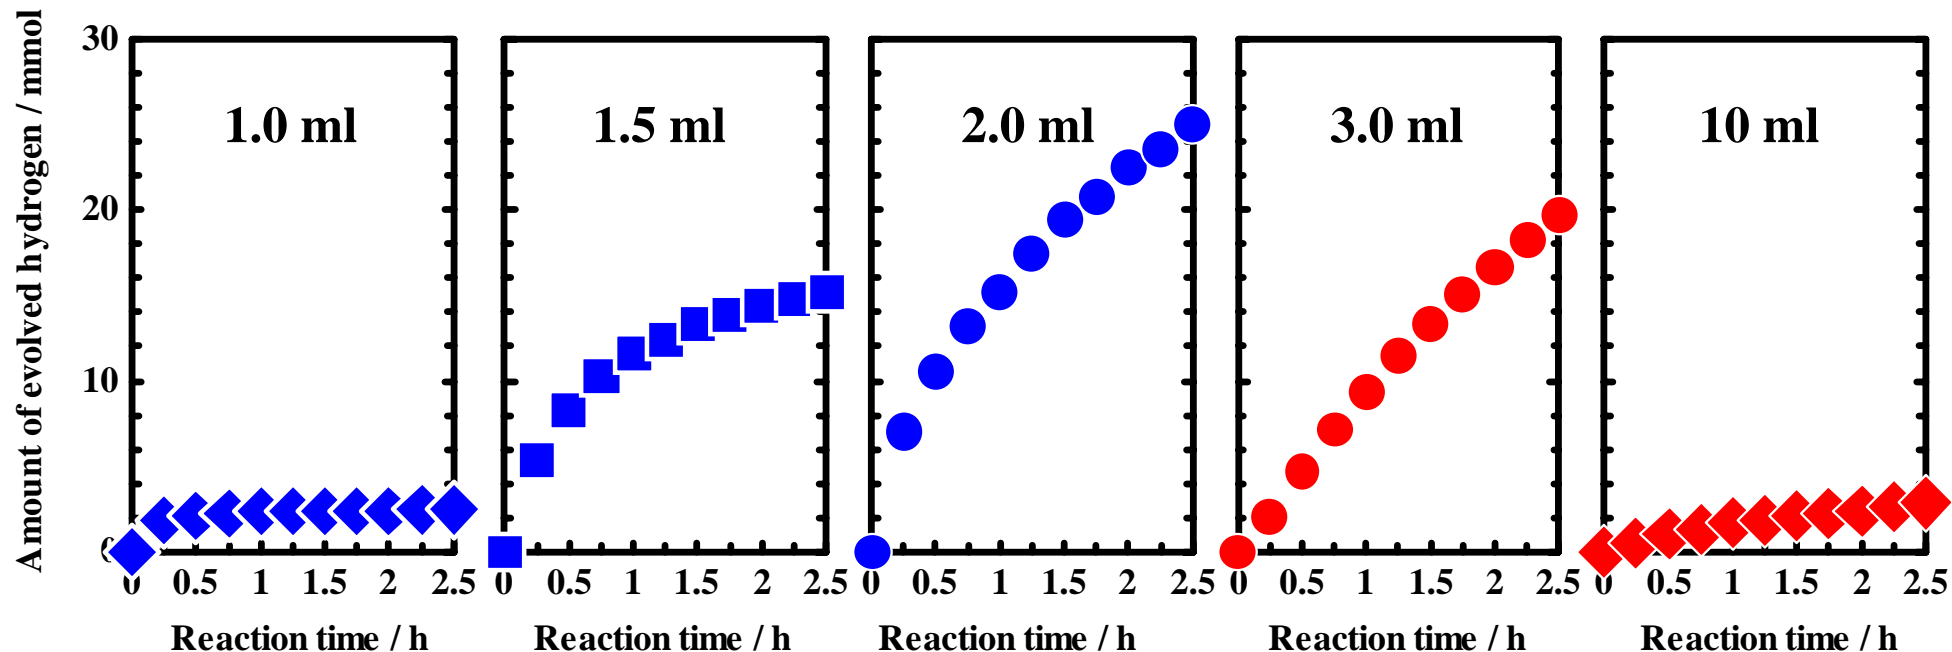 Amount of evolved hydrogen / mmol
30
20
10
0
1.0 ml
1.5 ml
2.0 ml
3.0 ml
10 ml
0 0.5 1 1.5 2 2.5
0 0.5 1 1.5 2 2.5
0 0.5 1 1.5 2 2.5
0 0.5 1 1.5 2 2.5
0 0.5 1 1.5 2 2.5
Reaction time / h
Reaction time / h
Reaction time / h
Reaction time / h
Reaction time / h